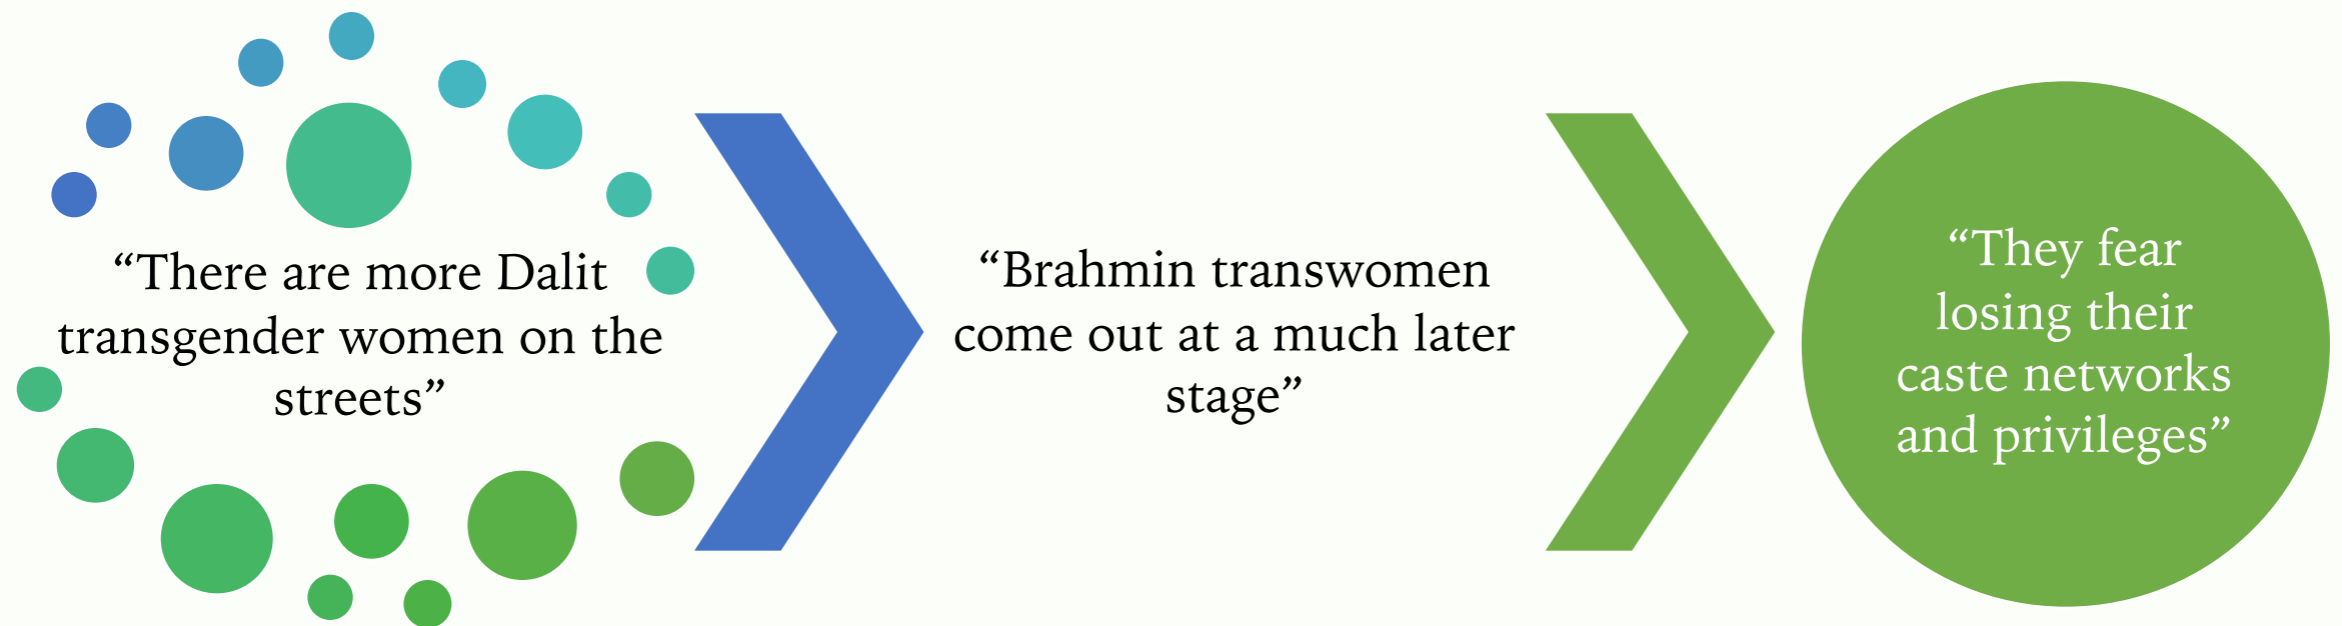 “There are more Dalit
transgender women on the
streets”
“Brahmin transwomen
come out at a much later
stage”
“They fear
losing their
caste networks
and privileges”